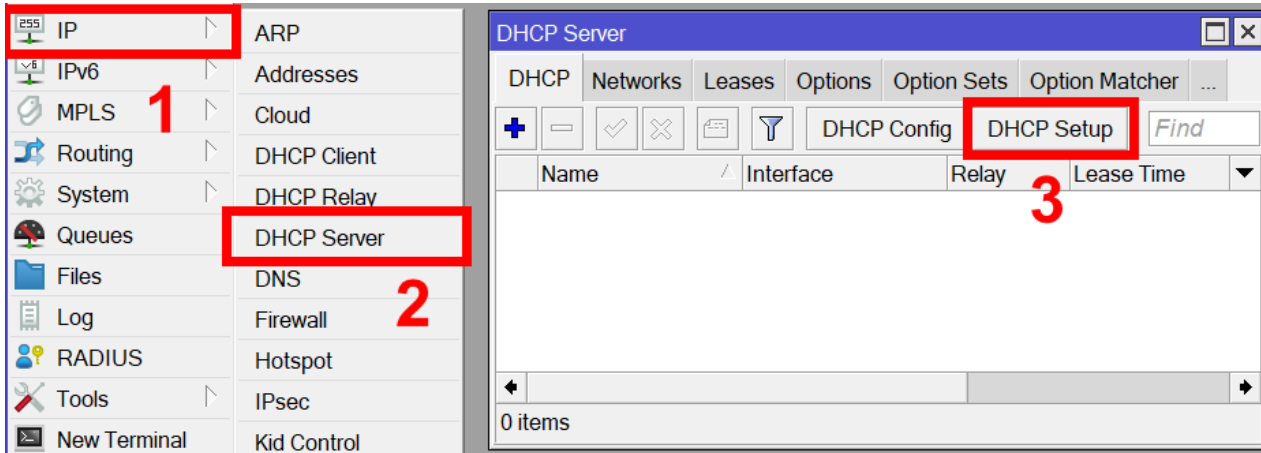 IP
IPv6
MPLS
Routing
System
Queues
Files
Log
RADIUS
Tools
New Terminal
1
ARP
Addresses
Cloud
DHCP Client
DHCP Relay
DHCP Server
DNS
Firewall
Hotspot
IPsec
Kid Control
2
DHCP Server
DHCP Networks Leases Options Option Sets Option Matcher ...
DHCP Config DHCP Setup Find
Name Interface Relay Lease Time
3
0 items